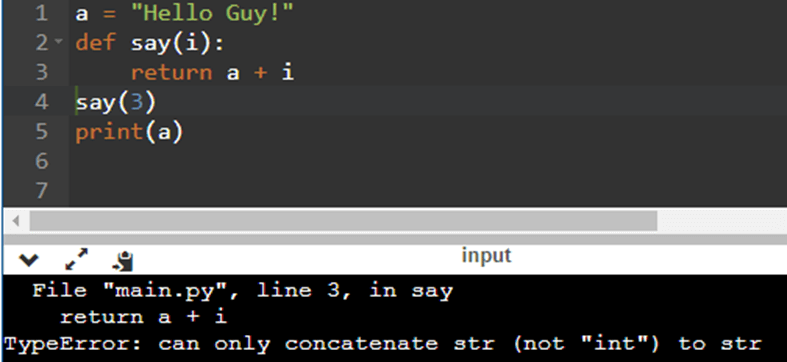 1 a = "Hello Guy!"
2 def say(i):
3     return a + i
4 say(3)
5 print(a)
6
7
input
  File "main.py", line 3, in say
    return a + i
TypeError: can only concatenate str (not "int") to str